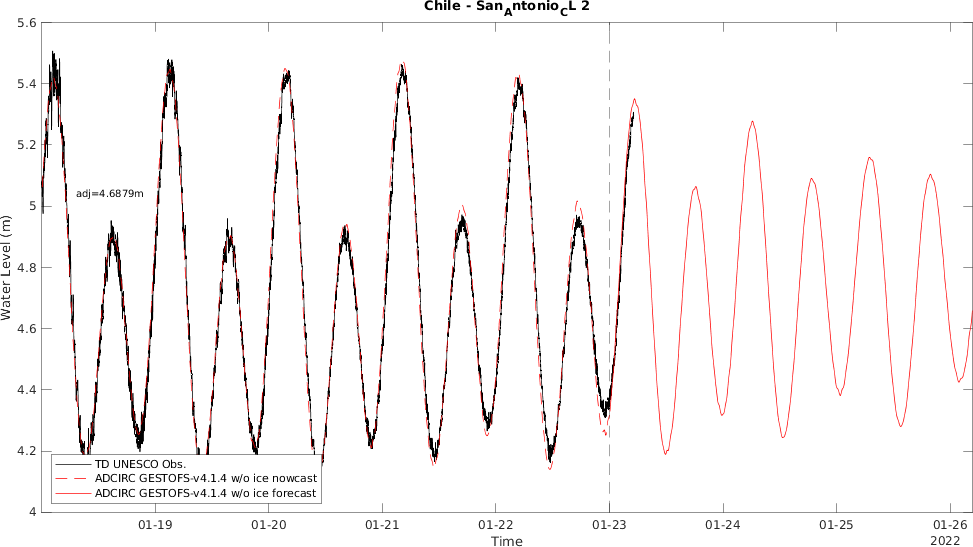 Chile - San_Antonio_CL 2
5.6
5.4
5.2
5
4.8
4.6
4.4
4.2
4
Water Level (m)
adj=4.6879m
TD UNESCO Obs.
ADCIRC GESTOFS-v4.1.4 w/o ice nowcast
ADCIRC GESTOFS-v4.1.4 w/o ice forecast
01-19 01-20 01-21 01-22 01-23 01-24 01-25 01-26
Time 2022